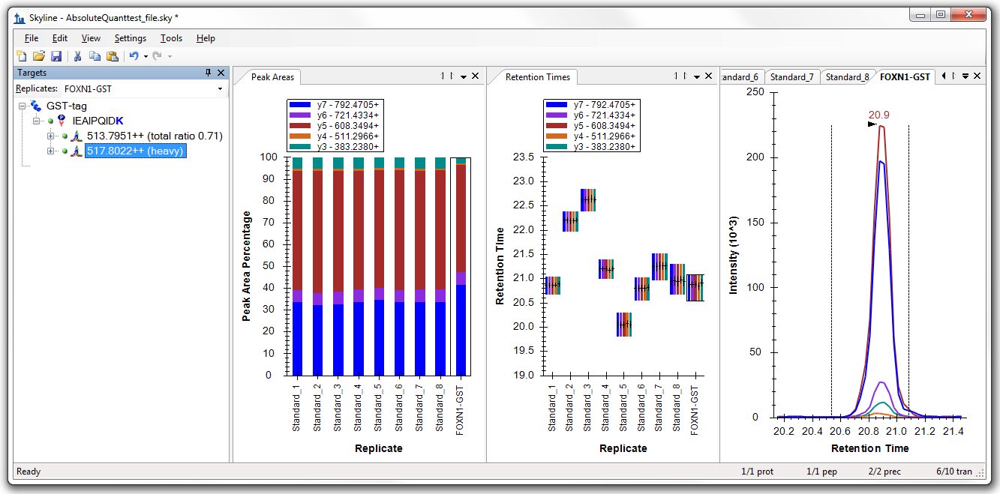 Skyline - AbsoluteQuanttest_file.sky *
File Edit View Settings Tools Help
Targets
Replicates: FOXN1-GST
GST-tag
IEAIPQIDK
513.7951++ (total ratio 0.71)
517.8022++ (heavy)
Peak Areas
y7 - 792.4705+
y6 - 721.4334+
y5 - 608.3494+
y4 - 511.2966+
y3 - 383.2380+
Peak Area Percentage
100
90
80
70
60
50
40
30
20
10
0
Standard_1
Standard_2
Standard_3
Standard_4
Standard_5
Standard_6
Standard_7
Standard_8
FOXN1-GST
Replicate
Retention Times
y7 - 792.4705+
y6 - 721.4334+
y5 - 608.3494+
y4 - 511.2966+
y3 - 383.2380+
Retention Time
23.5
23.0
22.5
22.0
21.5
21.0
20.5
20.0
19.5
19.0
Standard_1
Standard_2
Standard_3
Standard_4
Standard_5
Standard_6
Standard_7
Standard_8
FOXN1-GST
Replicate
andard_6 Standard_7 Standard_8 FOXN1-GST
Intensity (10^3)
250
200
150
100
50
0
20.9
20.2 20.4 20.6 20.8 21.0 21.2 21.4
Retention Time
Ready 1/1 prot 1/1 pep 2/2 prec 6/10 tran